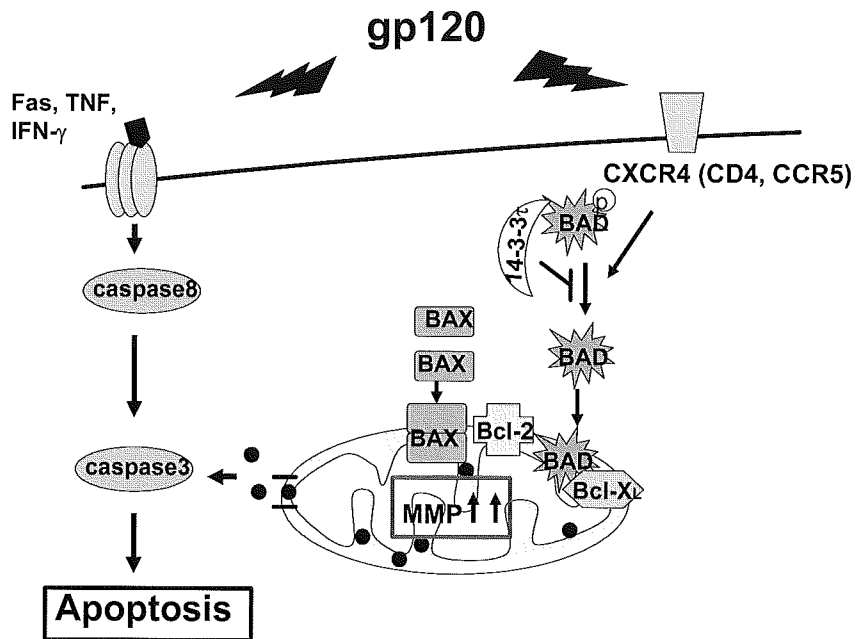 gp120
Fas, TNF,
IFN-γ
CXCR4 (CD4, CCR5)
p
BAD
14-3-3τ
caspase8
BAX
BAD
BAX
BAX
Bcl-2
BAD
Bcl-XL
caspase3
MMP
Apoptosis